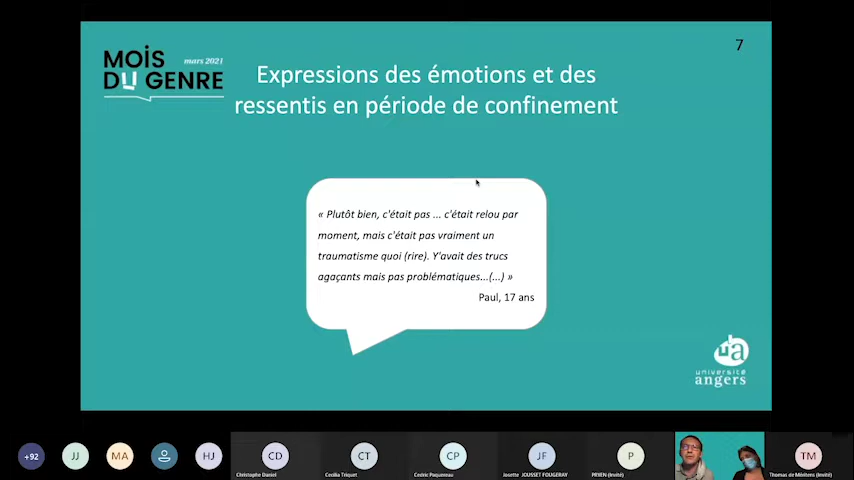 7
MOIS
mars 2021
DU GENRE
Expressions des émotions et des
ressentis en période de confinement
« Plutôt bien, c'était pas ... c'était relou par
moment, mais c'était pas vraiment un
traumatisme quoi (rire). Y'avait des trucs
agaçants mais pas problématiques...(...) »
Paul, 17 ans
ua
université
angers
+92
JJ
MA
HJ
CD
CT
CP
JF
P
TM
Christophe Daniel
Cecilia Triquet
Cedric Paquereau
Josette JOUSSET FOUGERAY
PRIEN (Invité)
Thomas de Méritens (Invité)